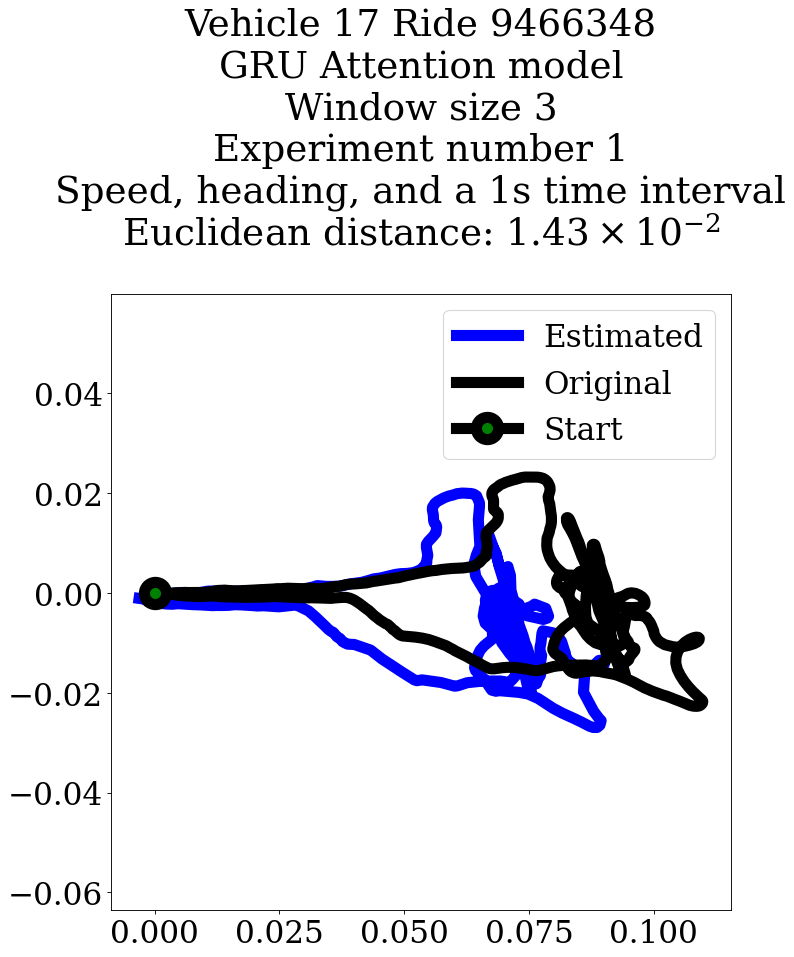 Vehicle 17 Ride 9466348
GRU Attention model
Window size 3
Experiment number 1
Speed, heading, and a 1s time interval
Euclidean distance: 1.43 × 10⁻²
Estimated
Original
Start
0.04
0.02
0.00
−0.02
−0.04
−0.06
0.000 0.025 0.050 0.075 0.100